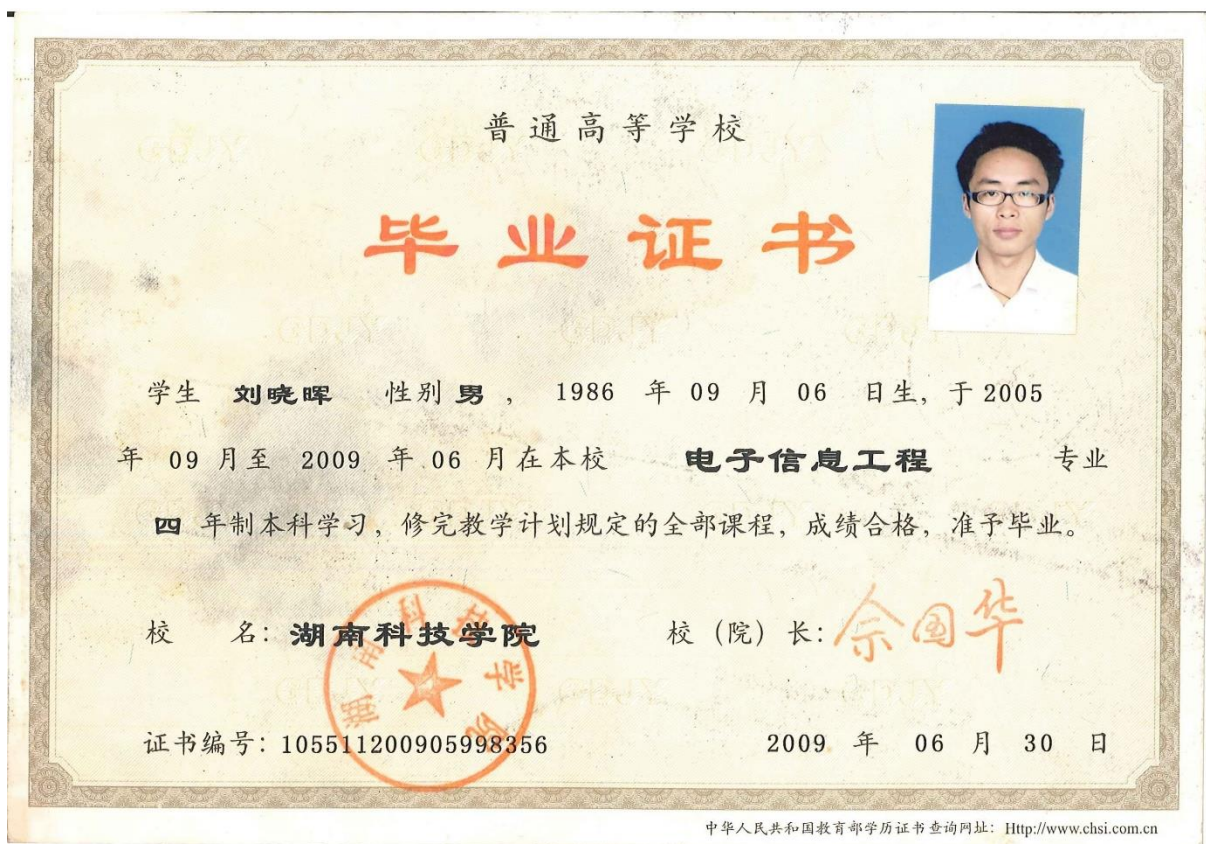 普通高等学校
毕业证书
学生 刘晓晖 性别 男 , 1986 年 09 月 06 日生, 于 2005
年 09 月至 2009 年 06 月在本校 电子信息工程 专业
四 年制本科学习, 修完教学计划规定的全部课程, 成绩合格, 准予毕业。
校 名: 湖南科技学院 校 (院) 长: 佘国华
湖南科技学院
证书编号: 105511200905998356 2009 年 06 月 30 日
中华人民共和国教育部学历证书查询网址: Http://www.chsi.com.cn